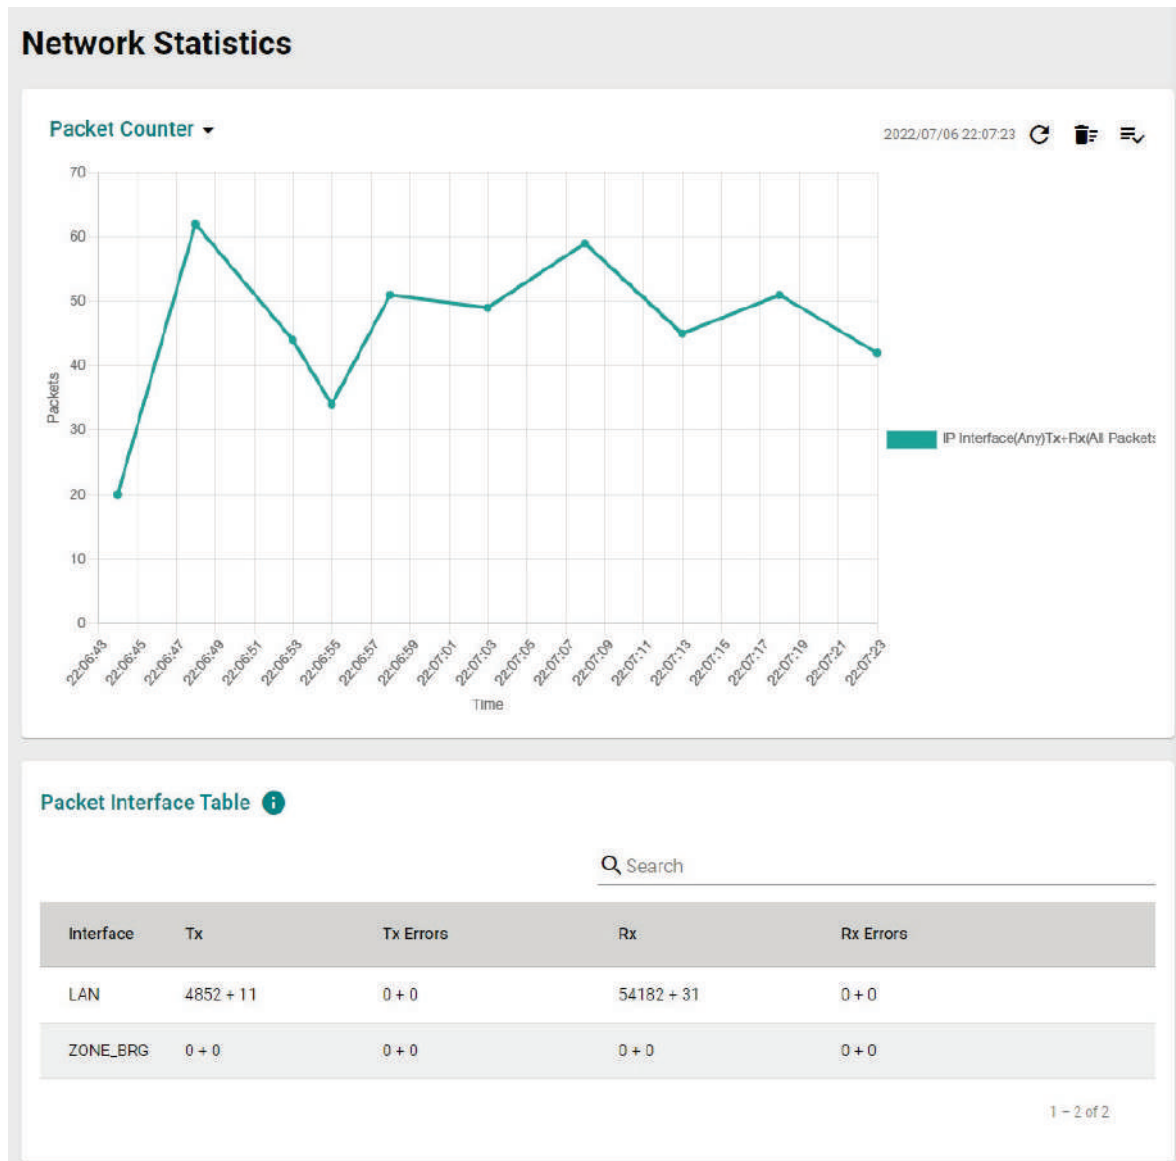 Network Statistics
Packet Counter
2022/07/06 22:07:23
70
60
50
40
30
20
10
0
Packets
IP Interface(Any)Tx+Rx(All Packets
22:06:43 22:06:45 22:06:47 22:06:49 22:06:51 22:06:53 22:06:55 22:06:57 22:06:59 22:07:01 22:07:03 22:07:05 22:07:07 22:07:09 22:07:11 22:07:13 22:07:15 22:07:17 22:07:19 22:07:21 22:07:23
Time
Packet Interface Table
Search
Interface Tx Tx Errors Rx Rx Errors
LAN 4852 + 11 0 + 0 54182 + 31 0 + 0
ZONE_BRG 0 + 0 0 + 0 0 + 0 0 + 0
1 – 2 of 2